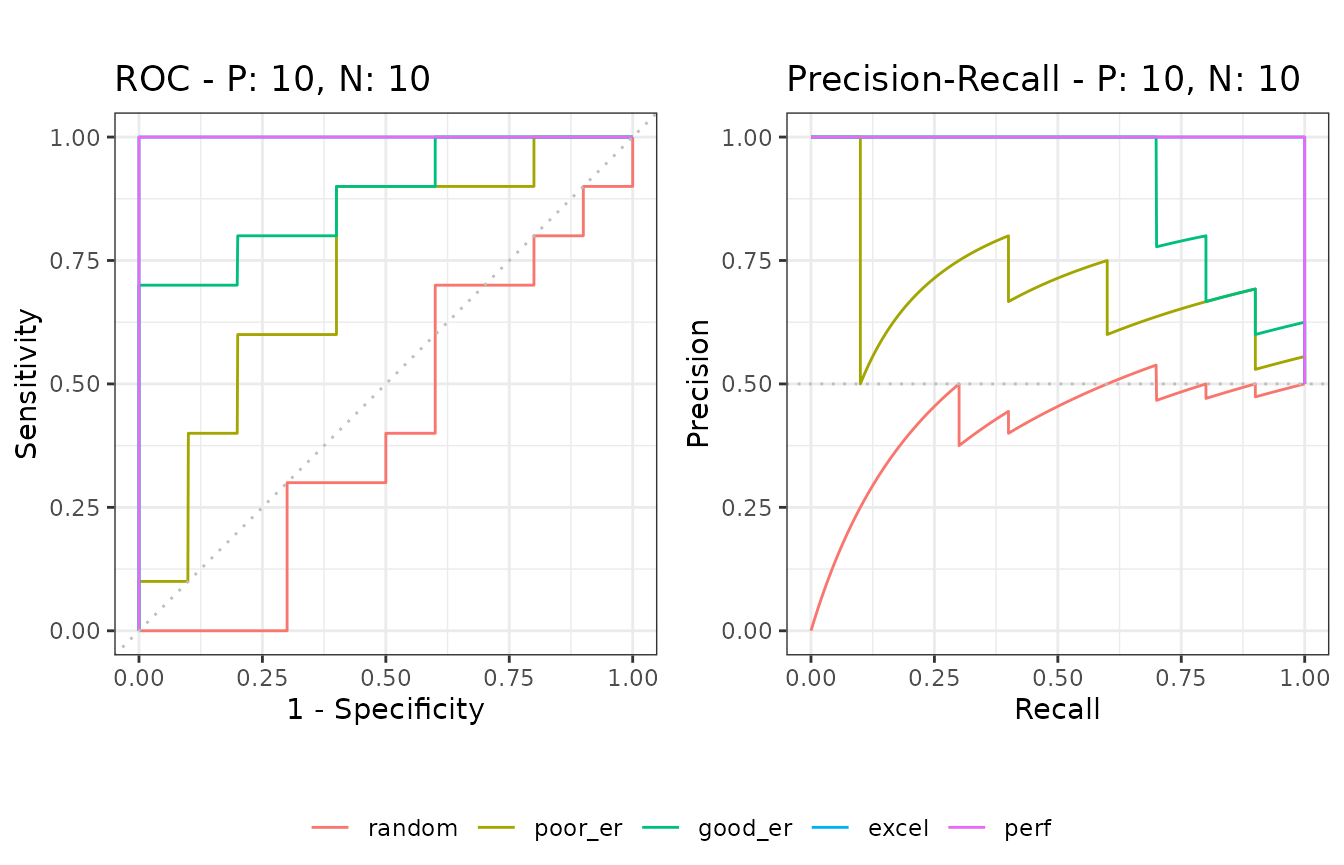 ROC - P: 10, N: 10
Sensitivity
1.00
0.75
0.50
0.25
0.00
0.00 0.25 0.50 0.75 1.00
1 - Specificity
Precision-Recall - P: 10, N: 10
Precision
1.00
0.75
0.50
0.25
0.00
0.00 0.25 0.50 0.75 1.00
Recall
random poor_er good_er excel perf